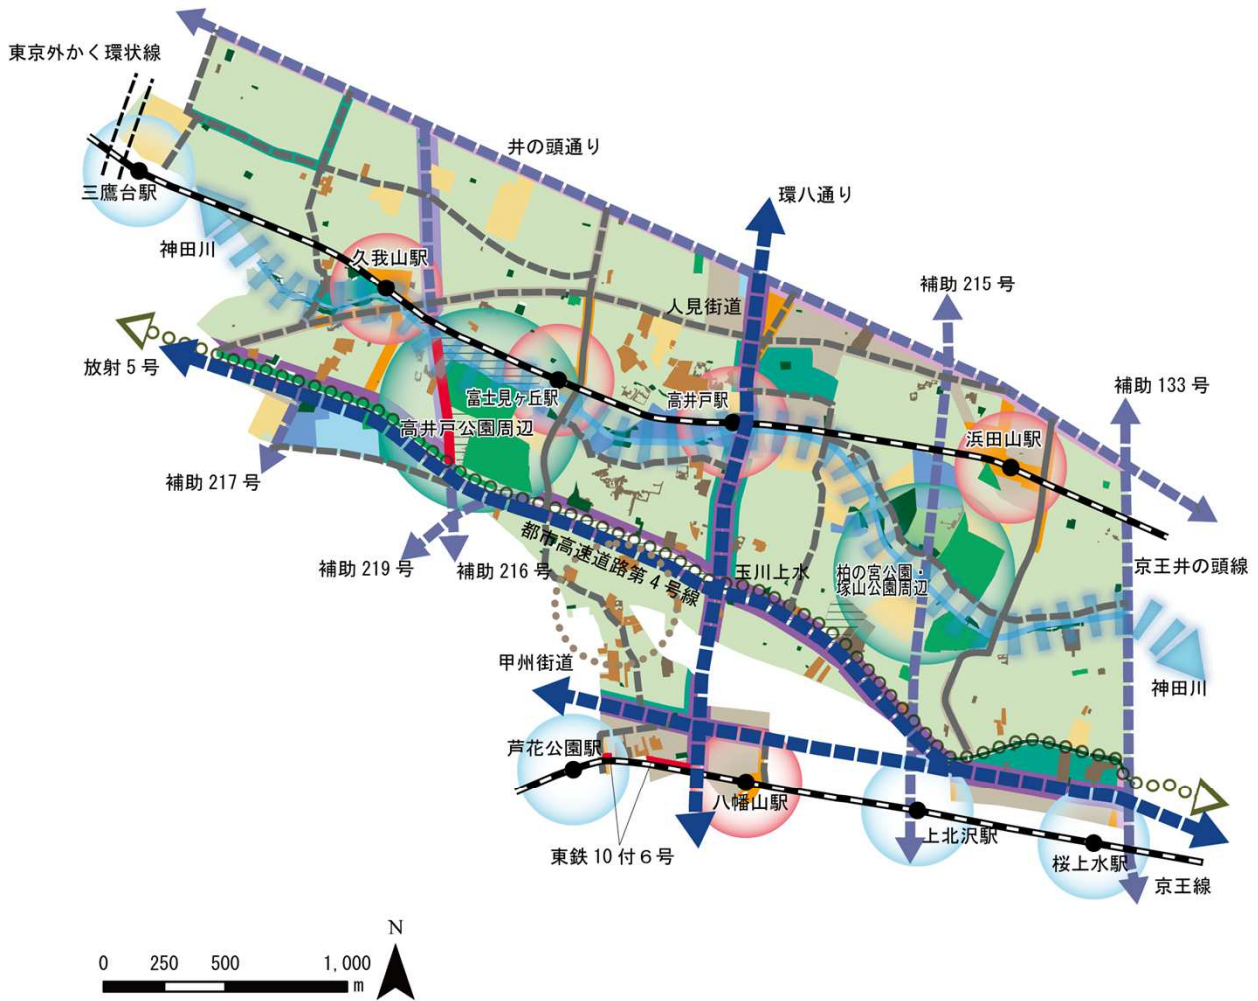 東京外かく環状線
井の頭通り
三鷹台駅
環八通り
神田川
久我山駅
補助 215 号
人見街道
放射 5 号
補助 133 号
富士見ヶ丘駅
高井戸駅
高井戸公園周辺
浜田山駅
補助 217 号
補助 219 号
補助 216 号
都市高速道路第 4 号線
玉川上水
柏の宮公園・
塚山公園周辺
京王井の頭線
甲州街道
神田川
芦花公園駅
八幡山駅
上北沢駅
東鉄 10 付 6 号
桜上水駅
京王線
N
0 250 500 1,000
m